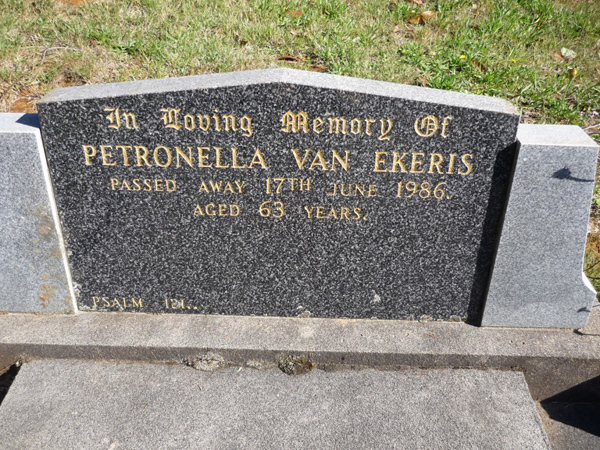 In Loving Memory Of
PETRONELLA VAN EKERIS
PASSED AWAY 17TH JUNE 1986.
AGED 63 YEARS.
PSALM 121..